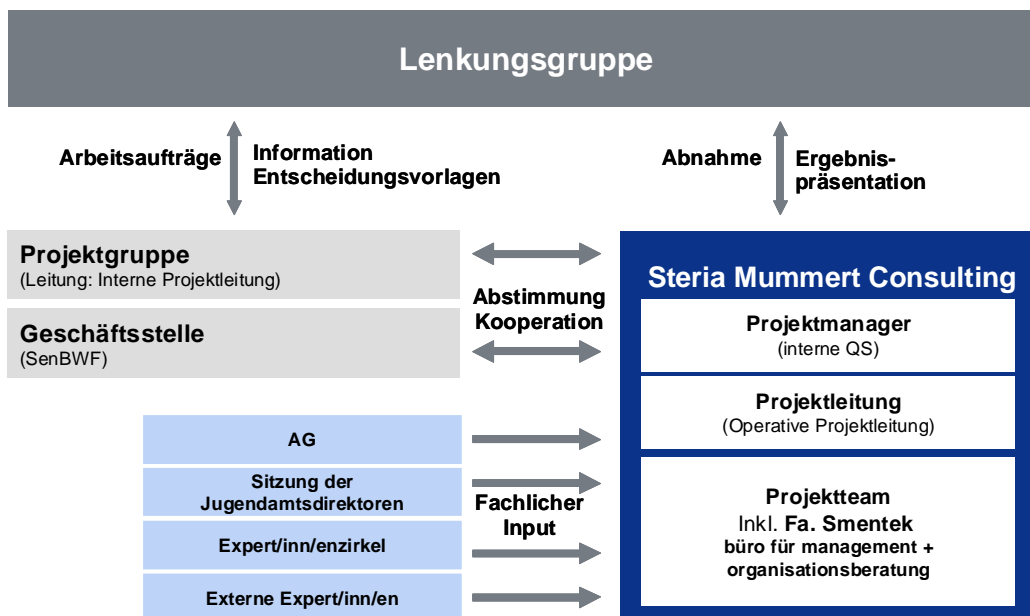 Lenkungsgruppe
Arbeitsaufträge
Information
Entscheidungsvorlagen
Abnahme
Ergebnis-
präsentation
Projektgruppe
(Leitung: Interne Projektleitung)
Geschäftsstelle
(SenBWF)
Abstimmung
Kooperation
Steria Mummert Consulting
Projektmanager
(interne QS)
Projektleitung
(Operative Projektleitung)
Projektteam
Inkl. Fa. Smentek
büro für management +
organisationsberatung
AG
Sitzung der
Jugendamtsdirektoren
Expert/inn/enzirkel
Externe Expert/inn/en
Fachlicher
Input